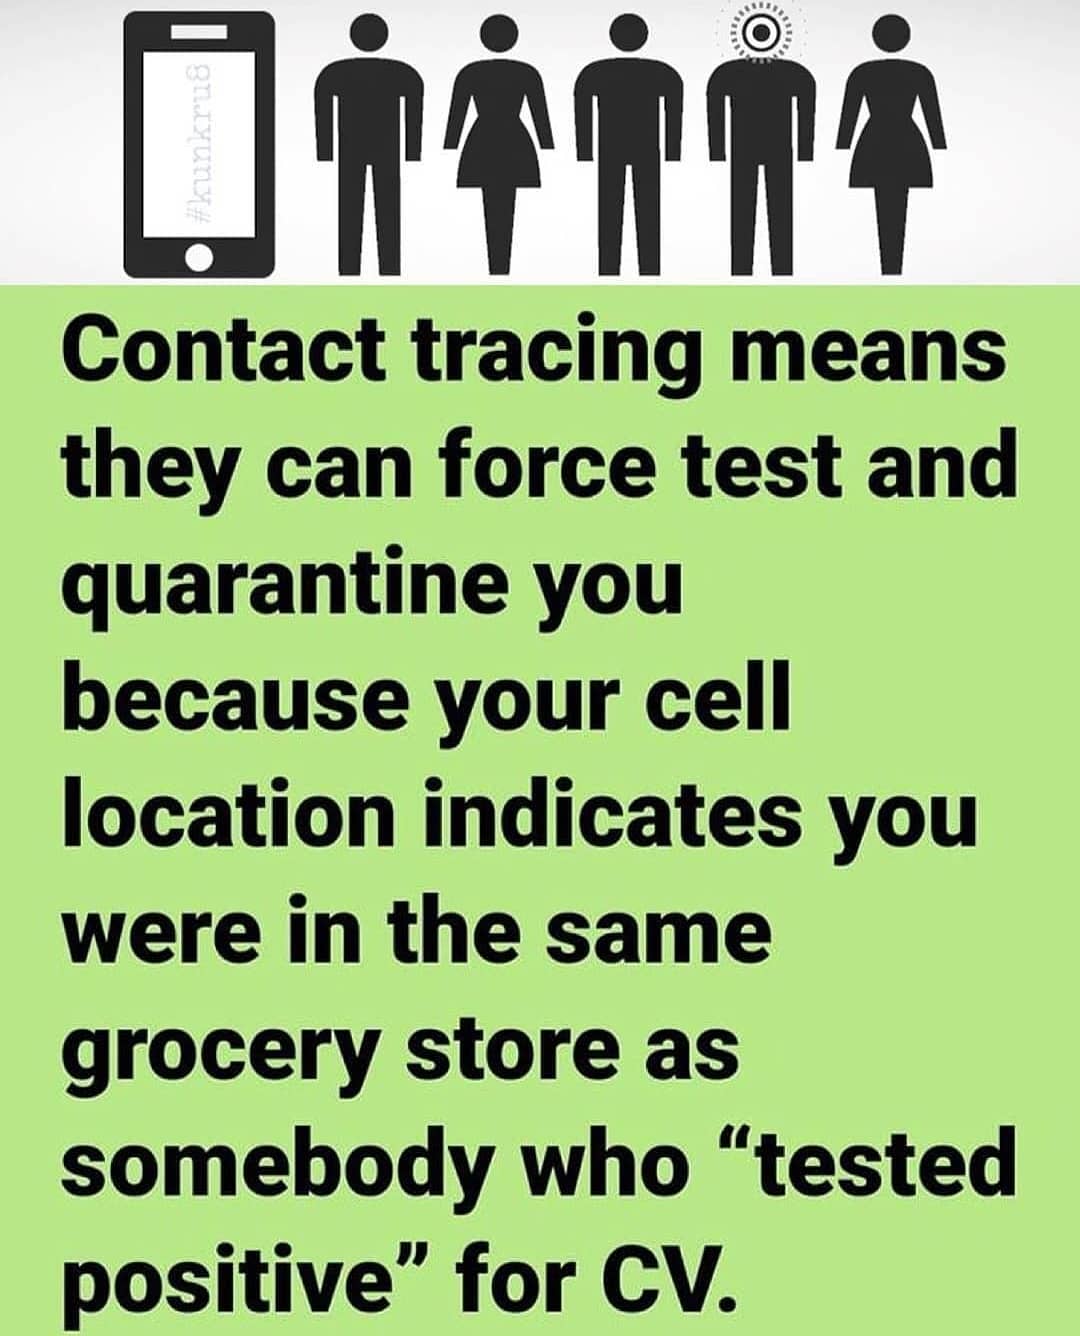 #kunkru8
Contact tracing means
they can force test and
quarantine you
because your cell
location indicates you
were in the same
grocery store as
somebody who “tested
positive” for CV.